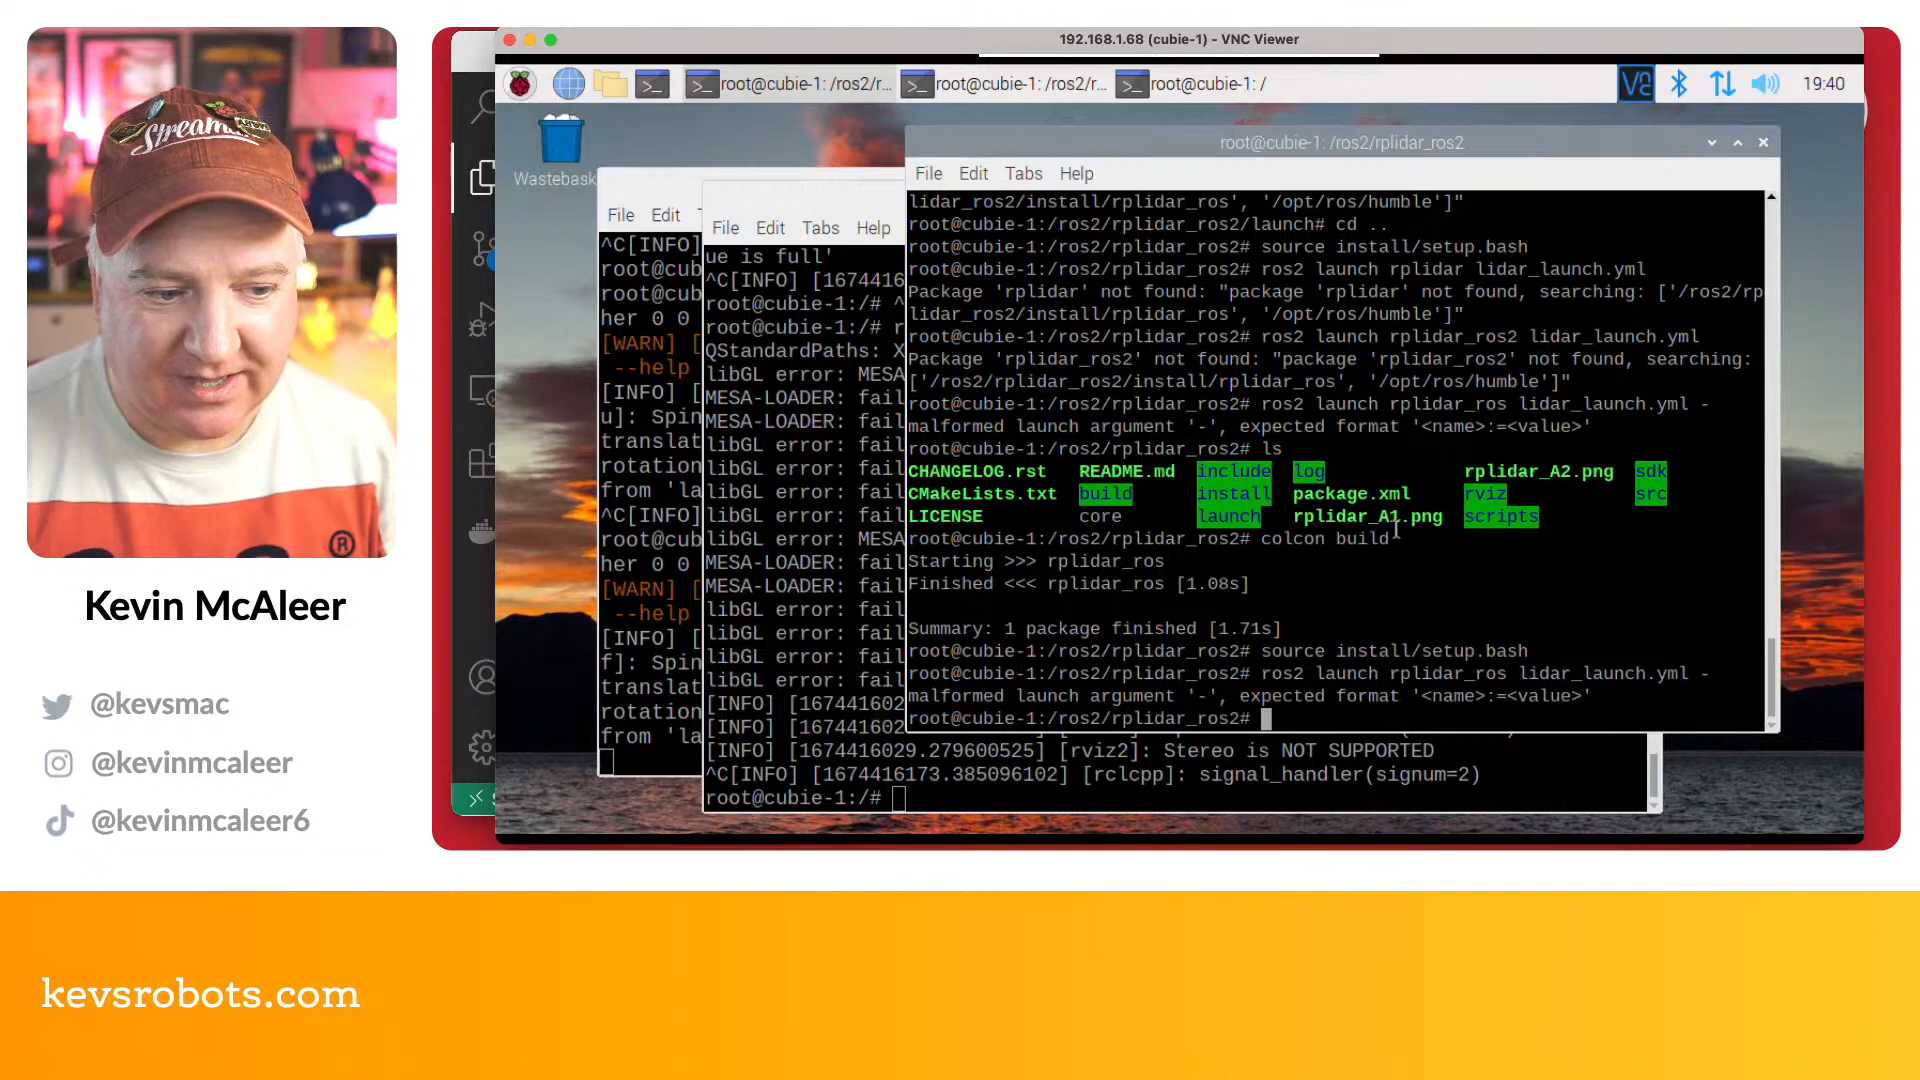 Streama
®
Kevin McAleer
@kevsmac
@kevinmcaleer
@kevinmcaleer6
kevsrobots.com
192.168.1.68 (cubie-1) - VNC Viewer
root@cubie-1: /ros2/r...
root@cubie-1: /ros2/r...
root@cubie-1: /
19:40
Wastebask
File Edit
^C[INFO]
root@cub
root@cub
her 0 0
[WARN] [
--help
[INFO] [
u]: Spin
translat
rotation
from 'la
^C[INFO]
root@cub
her 0 0
[WARN] [
--help
[INFO] [
f]: Spin
translat
rotation
from 'la
File Edit Tabs Help
ue is full'
^C[INFO] [1674416
root@cubie-1:/# ^
root@cubie-1:/# r
QStandardPaths: X
libGL error: MESA
MESA-LOADER: fail
MESA-LOADER: fail
libGL error: fail
libGL error: fail
libGL error: fail
libGL error: MESA
MESA-LOADER: fail
MESA-LOADER: fail
libGL error: fail
libGL error: fail
libGL error: fail
libGL error: fail
[INFO] [167441602
[INFO] [167441602
[INFO] [1674416029.279600525] [rviz2]: Stereo is NOT SUPPORTED
^C[INFO] [1674416173.385096102] [rclcpp]: signal_handler(signum=2)
root@cubie-1:/#
root@cubie-1: /ros2/rplidar_ros2
File Edit Tabs Help
lidar_ros2/install/rplidar_ros', '/opt/ros/humble']"
root@cubie-1:/ros2/rplidar_ros2/launch# cd ..
root@cubie-1:/ros2/rplidar_ros2# source install/setup.bash
root@cubie-1:/ros2/rplidar_ros2# ros2 launch rplidar lidar_launch.yml
Package 'rplidar' not found: "package 'rplidar' not found, searching: ['/ros2/rp
lidar_ros2/install/rplidar_ros', '/opt/ros/humble']"
root@cubie-1:/ros2/rplidar_ros2# ros2 launch rplidar_ros2 lidar_launch.yml
Package 'rplidar_ros2' not found: "package 'rplidar_ros2' not found, searching:
['/ros2/rplidar_ros2/install/rplidar_ros', '/opt/ros/humble']"
root@cubie-1:/ros2/rplidar_ros2# ros2 launch rplidar_ros lidar_launch.yml -
malformed launch argument '-', expected format '<name>:=<value>'
root@cubie-1:/ros2/rplidar_ros2# ls
CHANGELOG.rst README.md include log rplidar_A2.png sdk
CMakeLists.txt build install package.xml rviz src
LICENSE core launch rplidar_A1.png scripts
root@cubie-1:/ros2/rplidar_ros2# colcon build
Starting >>> rplidar_ros
Finished <<< rplidar_ros [1.08s]
Summary: 1 package finished [1.71s]
root@cubie-1:/ros2/rplidar_ros2# source install/setup.bash
root@cubie-1:/ros2/rplidar_ros2# ros2 launch rplidar_ros lidar_launch.yml -
malformed launch argument '-', expected format '<name>:=<value>'
root@cubie-1:/ros2/rplidar_ros2#